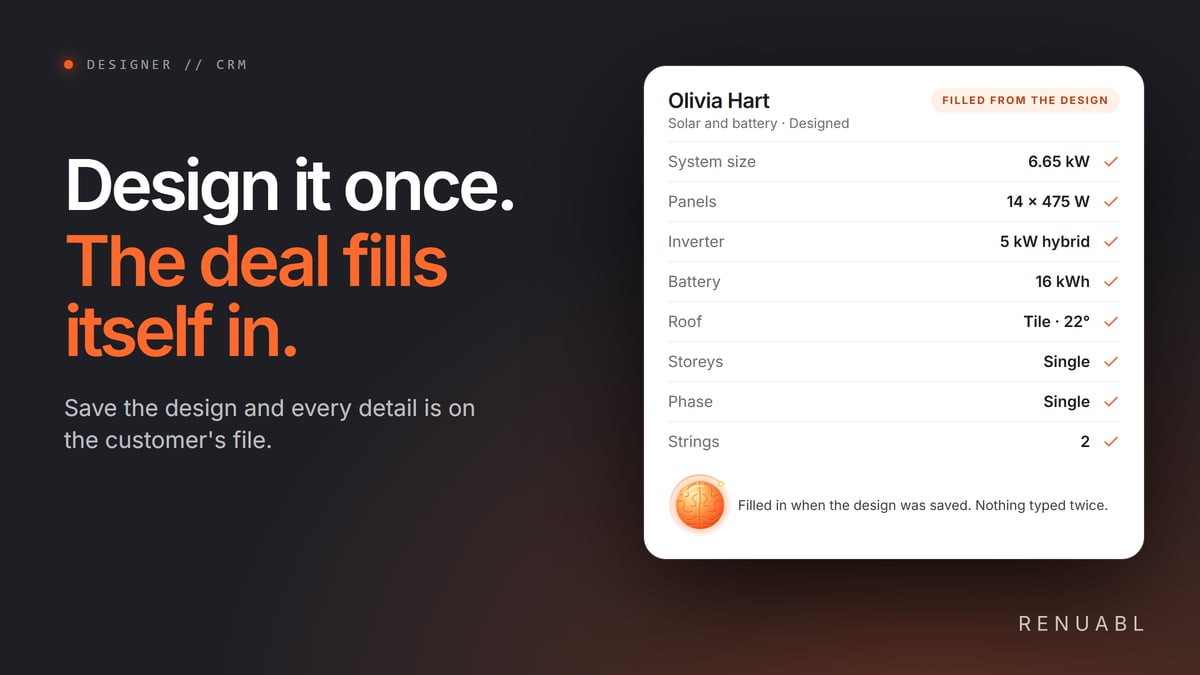 DESIGNER // CRM
Design it once.
The deal fills
itself in.
Save the design and every detail is on
the customer's file.
Olivia Hart
FILLED FROM THE DESIGN
Solar and battery · Designed
System size 6.65 kW ✓
Panels 14 × 475 W ✓
Inverter 5 kW hybrid ✓
Battery 16 kWh ✓
Roof Tile · 22° ✓
Storeys Single ✓
Phase Single ✓
Strings 2 ✓
Filled in when the design was saved. Nothing typed twice.
RENUABL